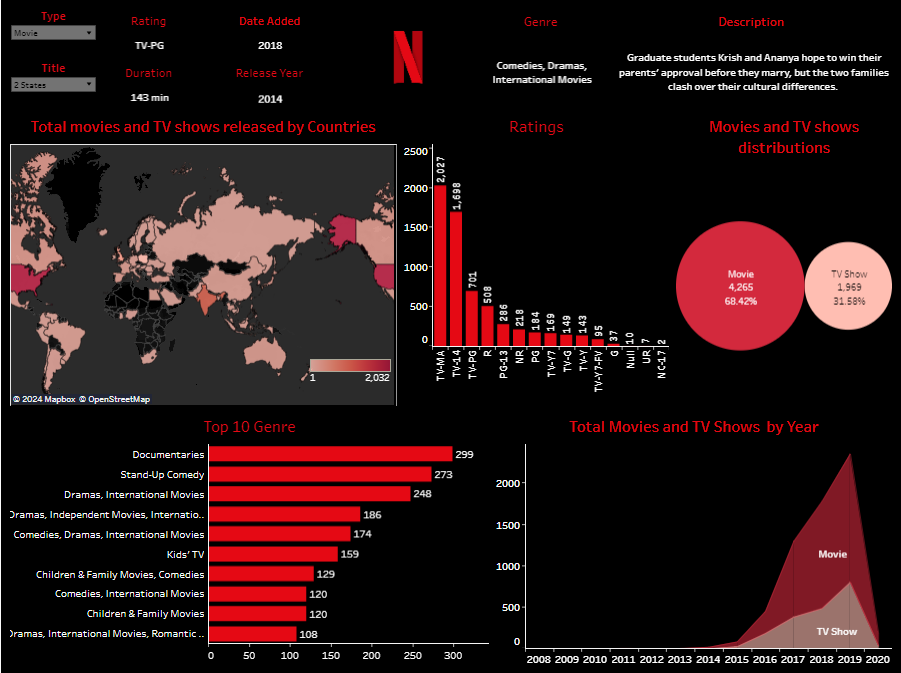 Type
Movie
Title
2 States
Rating
TV-PG
Duration
143 min
Date Added
2018
Release Year
2014
N
Genre
Comedies, Dramas,
International Movies
Description
Graduate students Krish and Ananya hope to win their
parents’ approval before they marry, but the two families
clash over their cultural differences.
Total movies and TV shows released by Countries
1
2,032
© 2024 Mapbox © OpenStreetMap
Ratings
2500
2000
1500
1000
500
0
2,027
1,698
701
508
286
218
184
169
149
143
95
37
10
7
2
TV-MA
TV-14
TV-PG
R
PG-13
NR
PG
TV-Y7
TV-G
TV-Y
TV-Y7-FV
G
Null
UR
NC-17
Movies and TV shows
distributions
Movie
4,265
68.42%
TV Show
1,969
31.58%
Top 10 Genre
Documentaries 299
Stand-Up Comedy 273
Dramas, International Movies 248
Dramas, Independent Movies, Internatio.. 186
Comedies, Dramas, International Movies 174
Kids’ TV 159
Children & Family Movies, Comedies 129
Comedies, International Movies 120
Children & Family Movies 120
Dramas, International Movies, Romantic .. 108
0 50 100 150 200 250 300
Total Movies and TV Shows by Year
2000
1500
1000
500
0
Movie
TV Show
2008 2009 2010 2011 2012 2013 2014 2015 2016 2017 2018 2019 2020